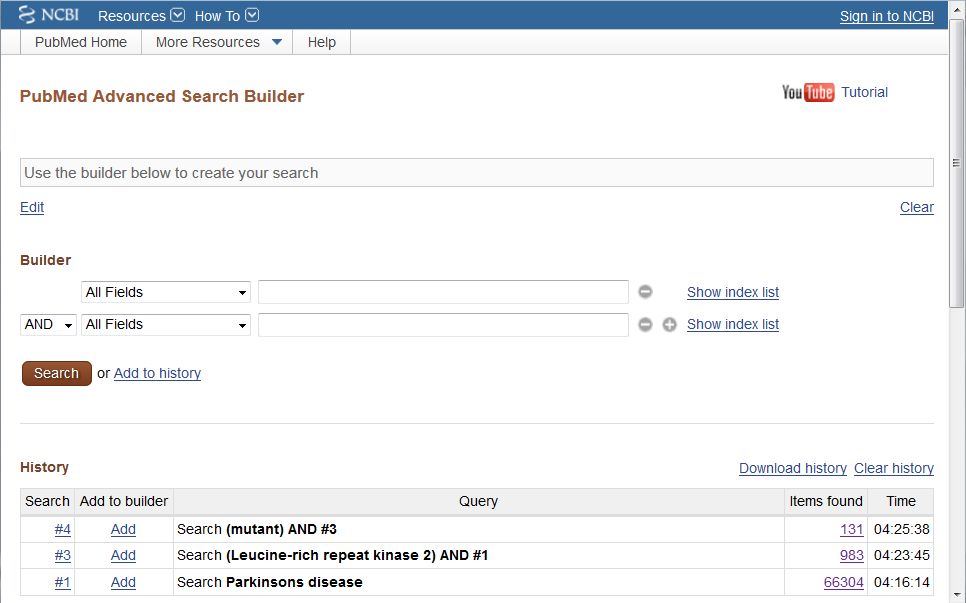 NCBI Resources How To Sign in to NCBI
PubMed Home More Resources Help
PubMed Advanced Search Builder
YouTube Tutorial
Use the builder below to create your search
Edit Clear
Builder
All Fields Show index list
AND All Fields Show index list
Search or Add to history
History Download history Clear history
Search Add to builder Query Items found Time
#4 Add Search (mutant) AND #3 131 04:25:38
#3 Add Search (Leucine-rich repeat kinase 2) AND #1 983 04:23:45
#1 Add Search Parkinsons disease 66304 04:16:14